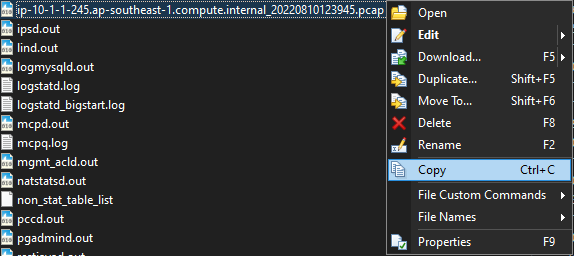 ip-10-1-1-245.ap-southeast-1.compute.internal_20220810123945.pcap
ipsd.out
lind.out
logmysqld.out
logstatd.log
logstatd_bigstart.log
mcpd.out
mcpq.log
mgmt_acld.out
natstatsd.out
non_stat_table_list
pccd.out
pgadmind.out
Open
Edit
Download... F5
Duplicate... Shift+F5
Move To... Shift+F6
Delete F8
Rename F2
Copy Ctrl+C
File Custom Commands
File Names
Properties F9